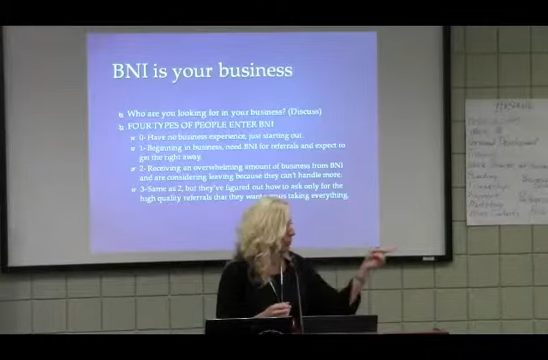 BNI is your business
Who are you looking for in your business? (Discuss)
FOUR TYPES OF PEOPLE ENTER BNI
0- Have no business experience, just starting out.
1- Beginning in business, need BNI for referrals and expect to
get the right away.
2- Receiving an overwhelming amount of business from BNI
and are considering leaving because they can't handle more.
3-Same as 2, but they've figured out how to ask only for the
high quality referrals that they want taking everything.
Personal Development